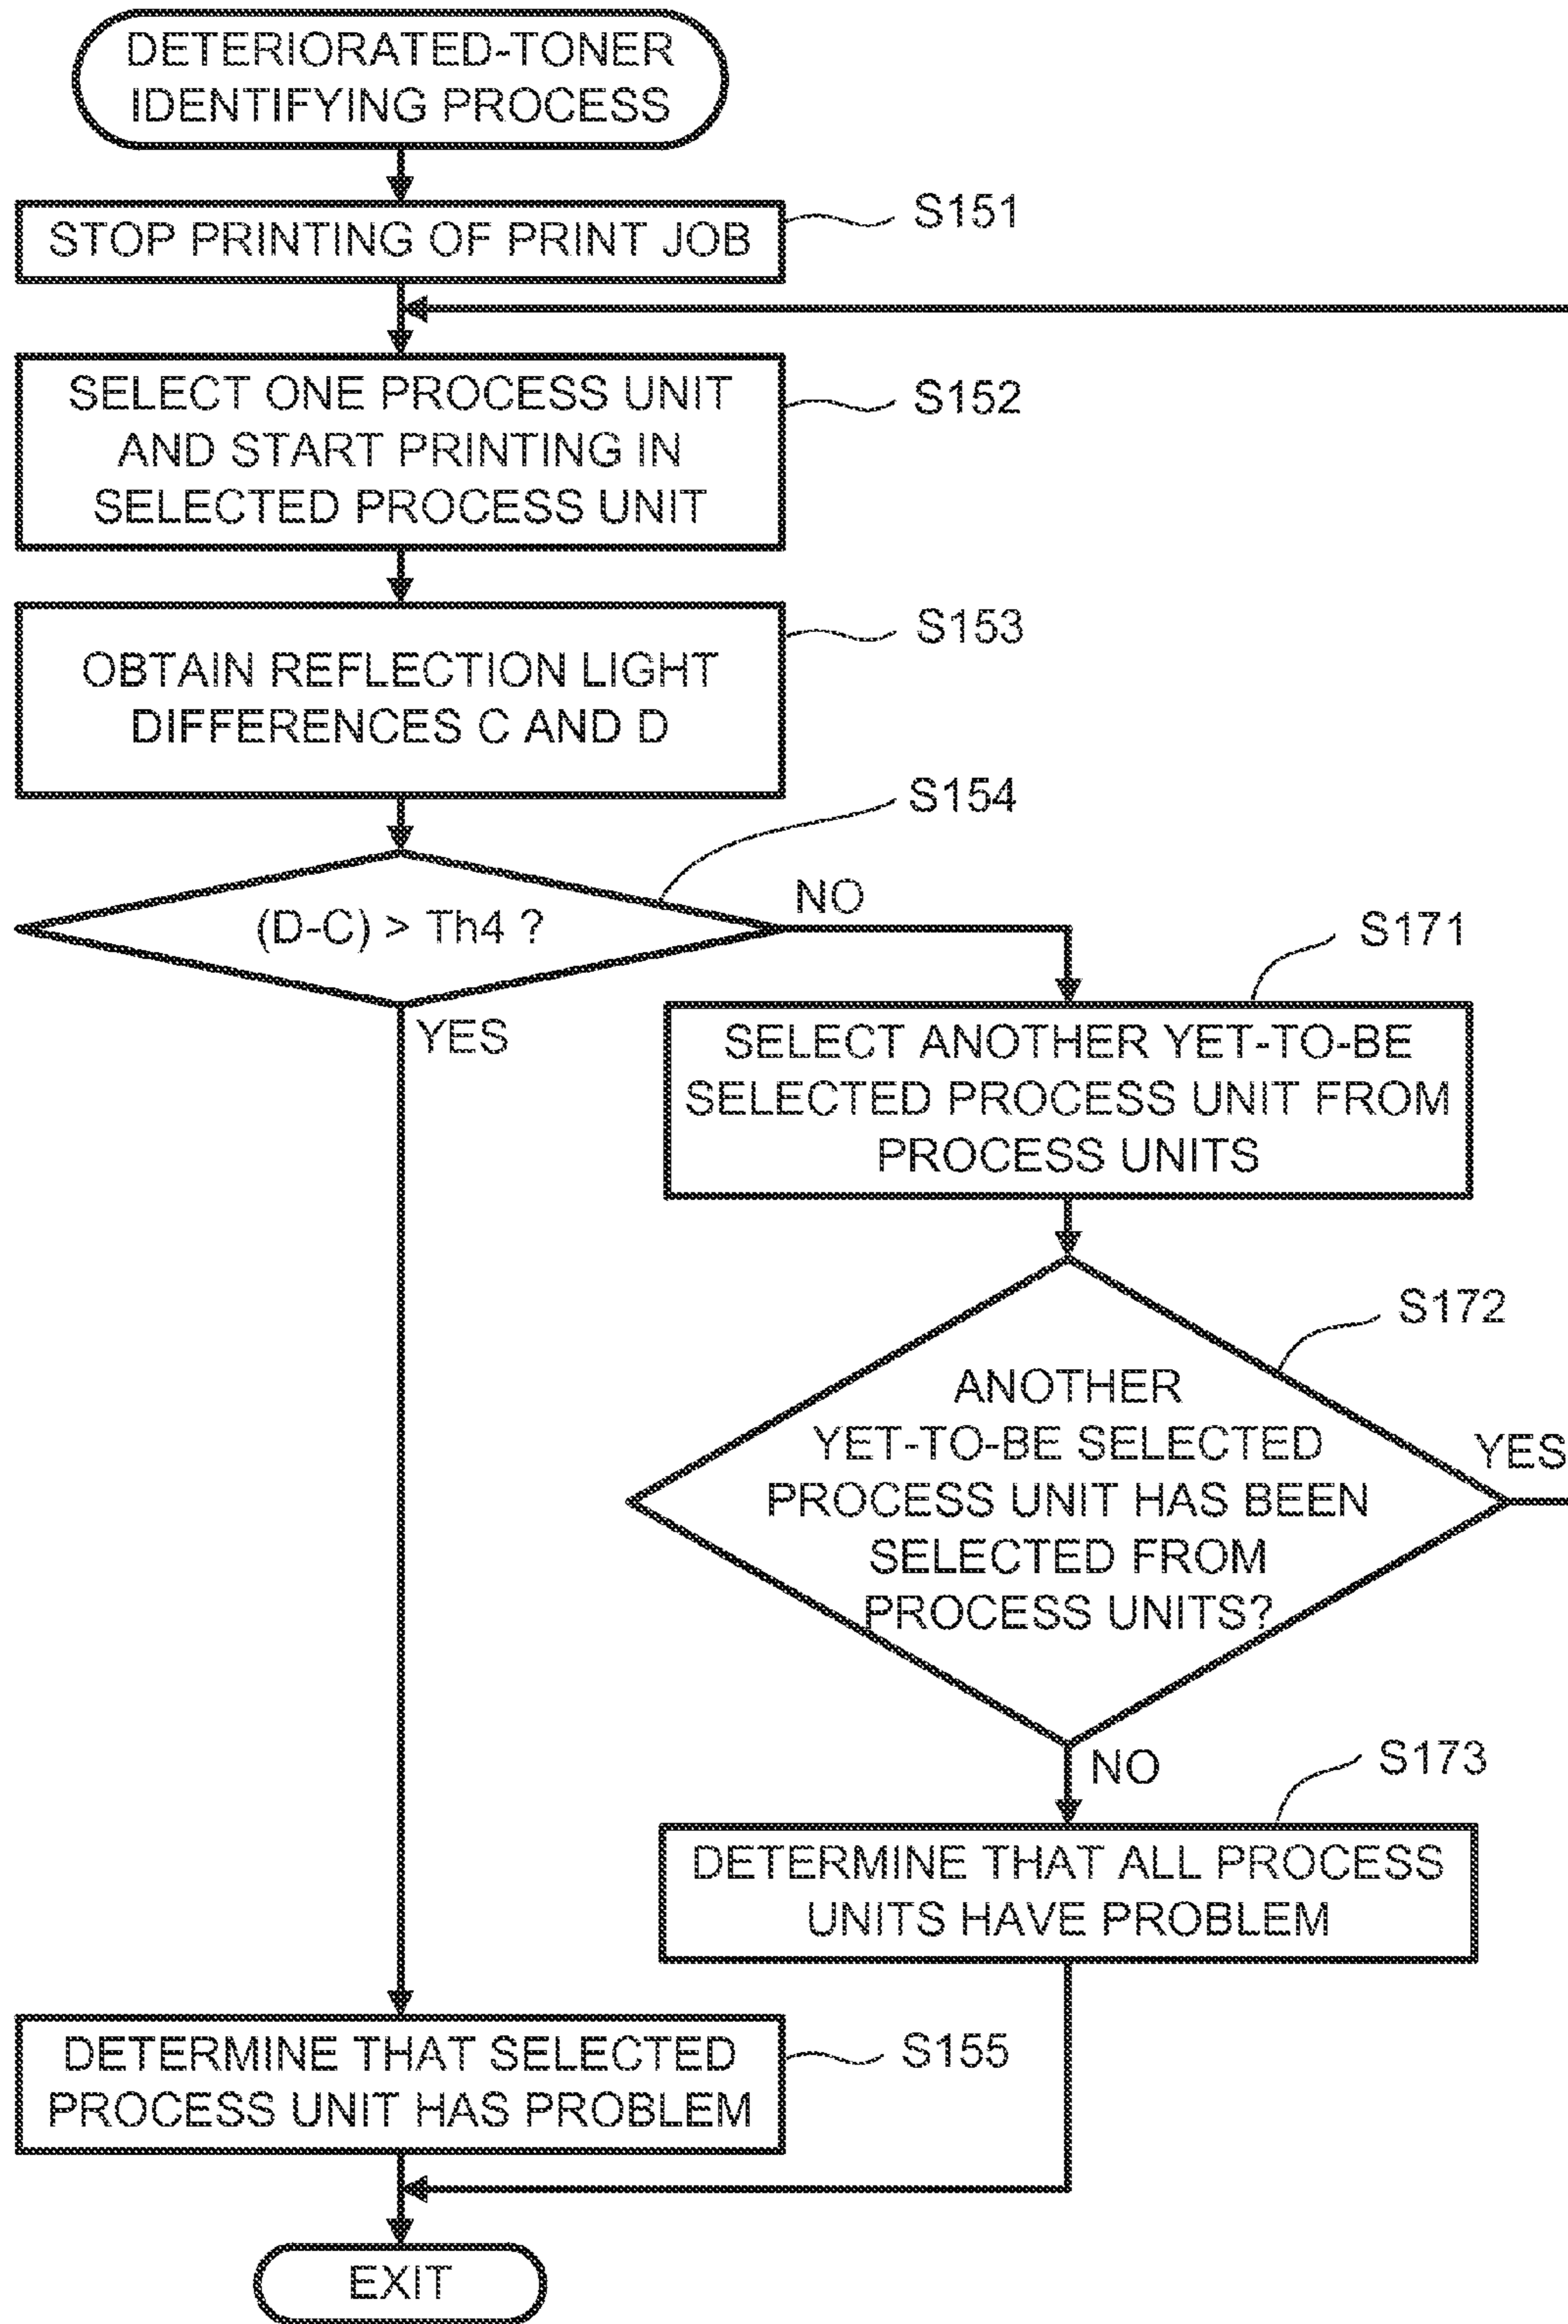 DETERIORATED-TONER
IDENTIFYING PROCESS
STOP PRINTING OF PRINT JOB
S151
SELECT ONE PROCESS UNIT
AND START PRINTING IN
SELECTED PROCESS UNIT
S152
OBTAIN REFLECTION LIGHT
DIFFERENCES C AND D
S153
(D-C) > Th4 ?
S154
NO
YES
S171
SELECT ANOTHER YET-TO-BE
SELECTED PROCESS UNIT FROM
PROCESS UNITS
S172
ANOTHER
YET-TO-BE SELECTED
PROCESS UNIT HAS BEEN
SELECTED FROM
PROCESS UNITS?
YES
NO
S173
DETERMINE THAT ALL PROCESS
UNITS HAVE PROBLEM
DETERMINE THAT SELECTED
PROCESS UNIT HAS PROBLEM
S155
EXIT